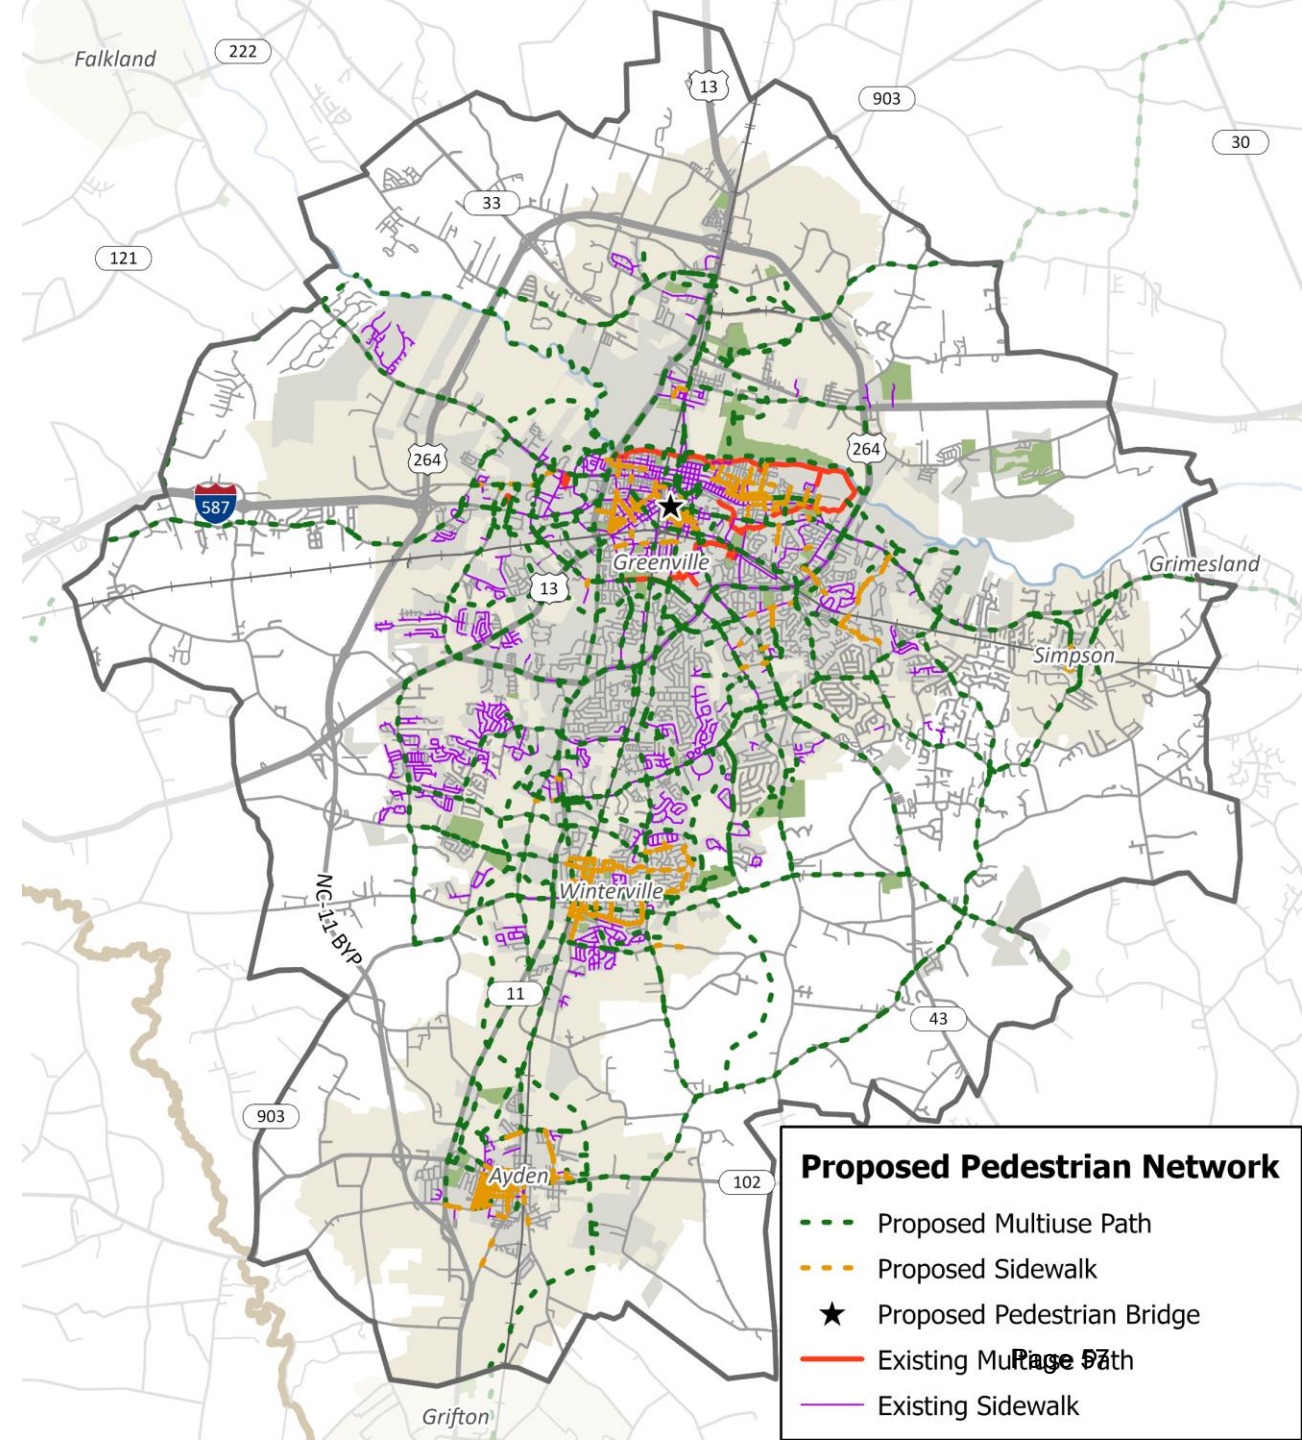 Falkland
222
13
903
30
33
121
264
264
587
Greenville
13
Grimesland
Simpson
Winterville
NC-11-BYP
11
43
903
Ayden
102
Grifton
Proposed Pedestrian Network
Proposed Multiuse Path
Proposed Sidewalk
Proposed Pedestrian Bridge
Existing Multiuse Path
Page 57
Existing Sidewalk